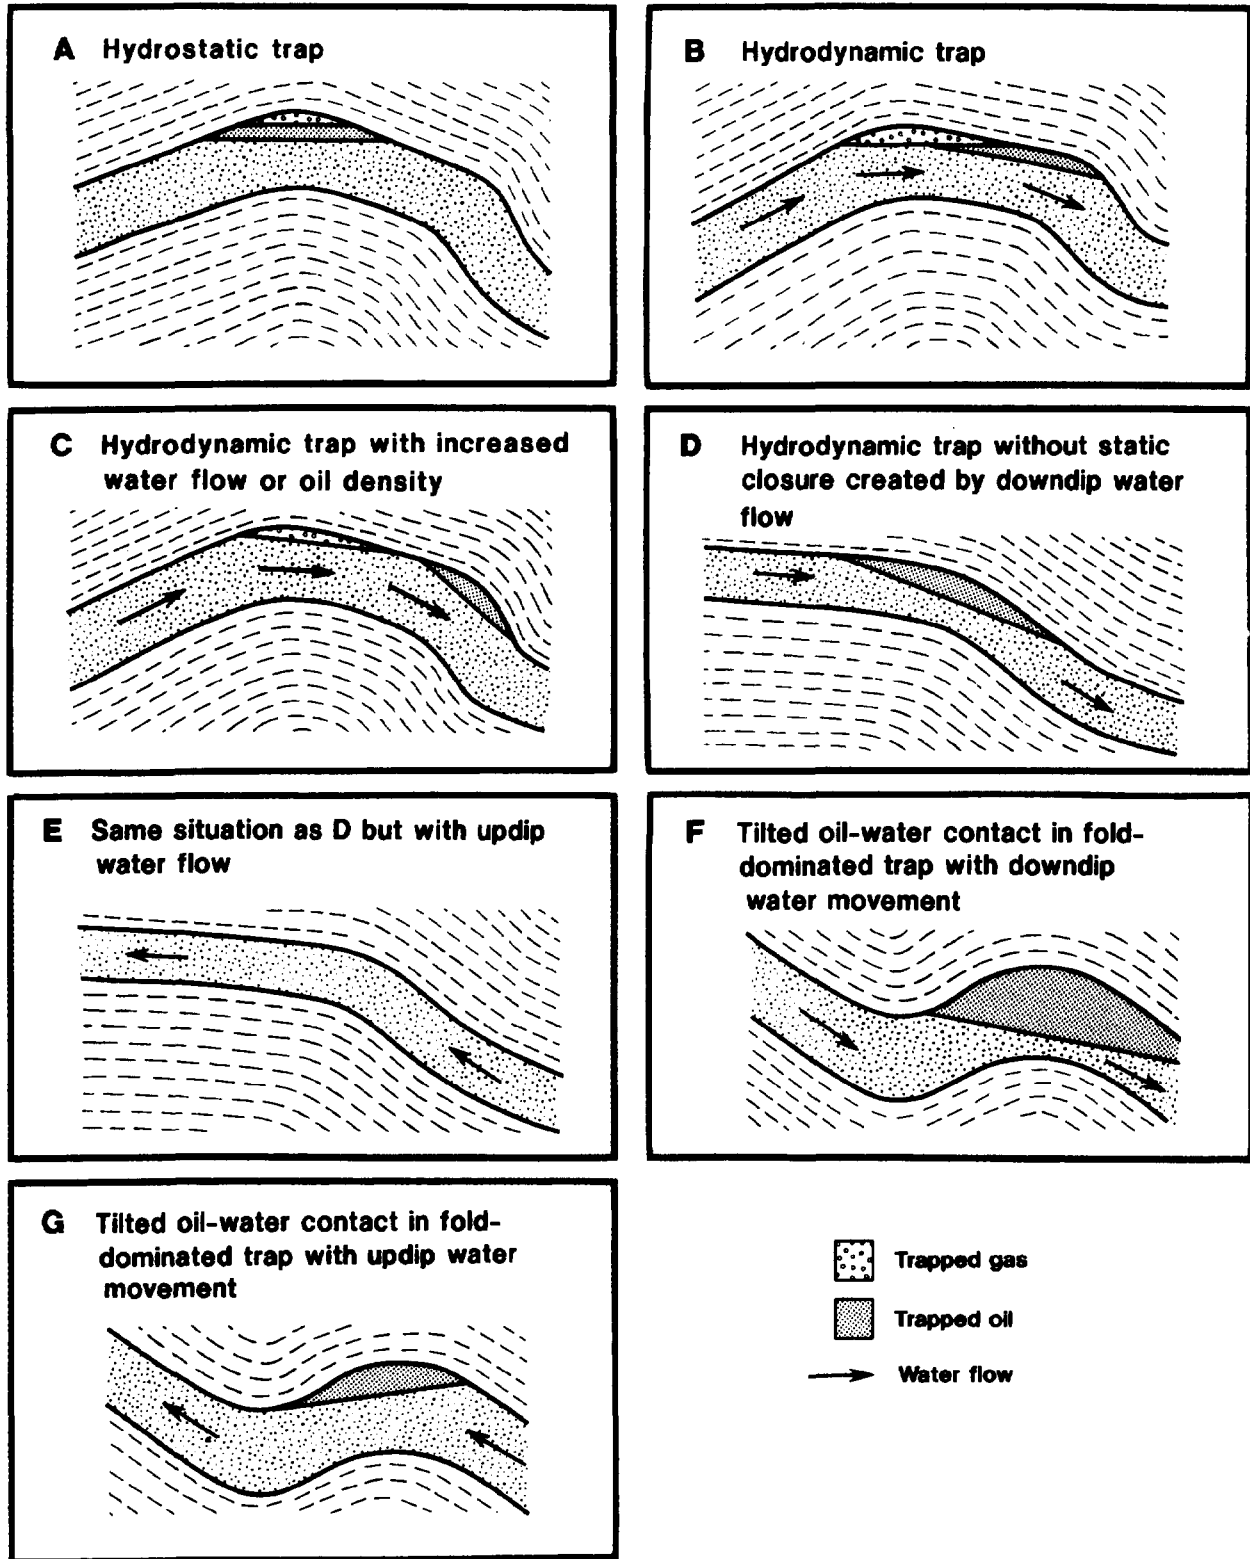 A Hydrostatic trap
B Hydrodynamic trap
C Hydrodynamic trap with increased
water flow or oil density
D Hydrodynamic trap without static
closure created by downdip water
flow
E Same situation as D but with updip
water flow
F Tilted oil-water contact in fold-
dominated trap with downdip
water movement
G Tilted oil-water contact in fold-
dominated trap with updip water
movement
Trapped gas
Trapped oil
Water flow